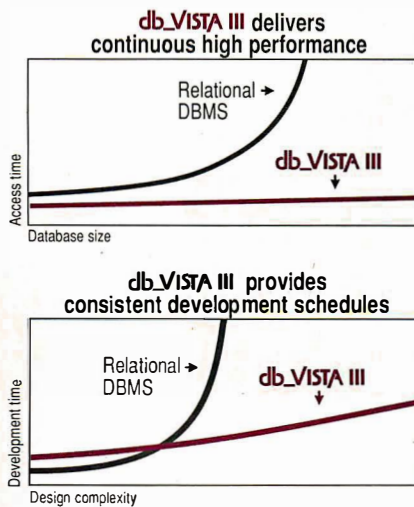 db_VISTA III delivers
continuous high performance
Relational
DBMS
db_VISTA III
Access time
Database size
db_VISTA III provides
consistent development schedules
Relational
DBMS
db_VISTA III
Development time
Design complexity